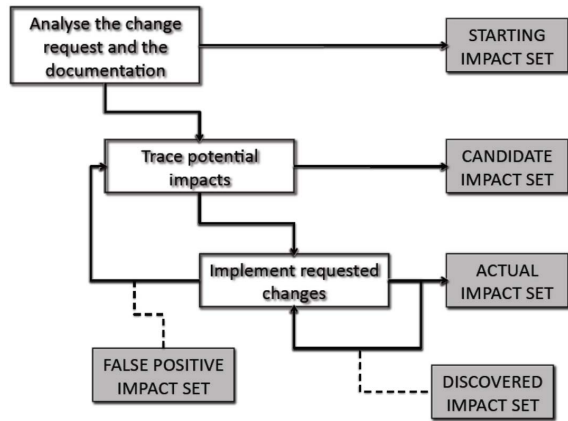 Analyse the change
request and the
documentation
STARTING
IMPACT SET
Trace potential
impacts
CANDIDATE
IMPACT SET
Implement requested
changes
ACTUAL
IMPACT SET
FALSE POSITIVE
IMPACT SET
DISCOVERED
IMPACT SET